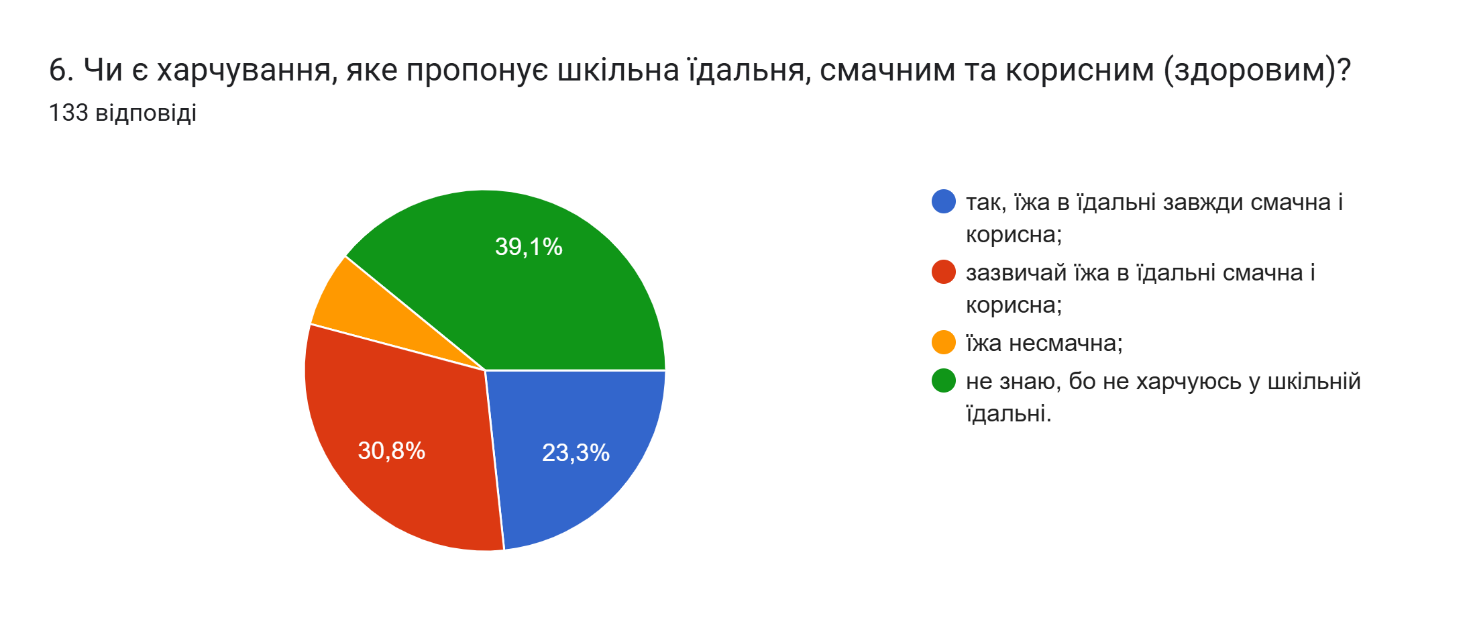 6. Чи є харчування, яке пропонує шкільна їдальня, смачним та корисним (здоровим)?
133 відповіді
39,1%
30,8%
23,3%
так, їжа в їдальні завжди смачна і
корисна;
зазвичай їжа в їдальні смачна і
корисна;
їжа несмачна;
не знаю, бо не харчуюсь у шкільній
їдальні.